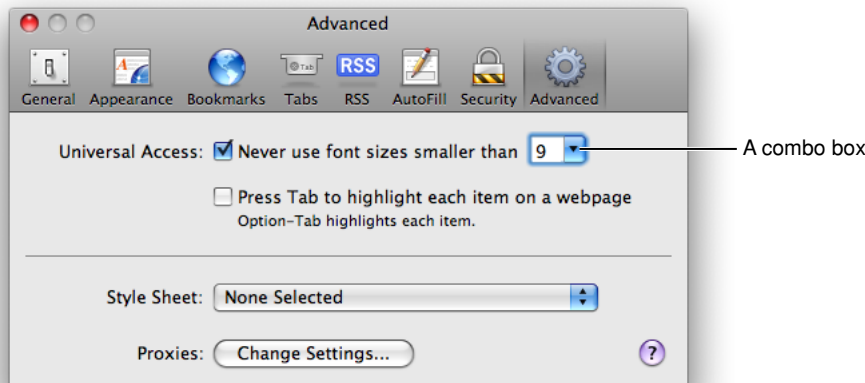 Advanced
Tab
RSS
General Appearance Bookmarks Tabs RSS AutoFill Security Advanced
Universal Access: Never use font sizes smaller than 9
A combo box
Press Tab to highlight each item on a webpage
Option-Tab highlights each item.
Style Sheet: None Selected
Proxies: Change Settings... ?